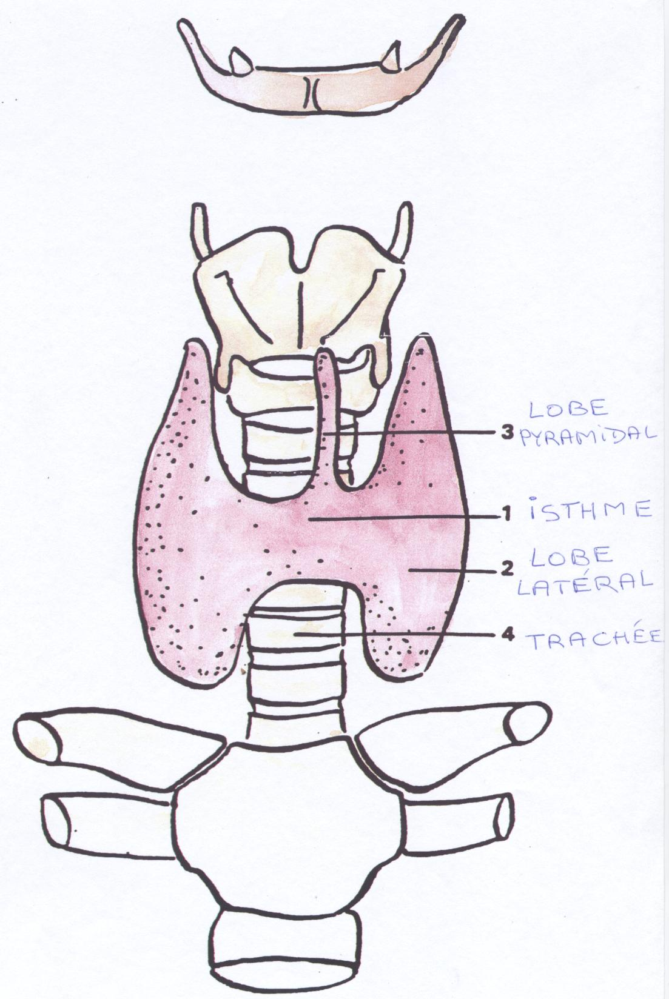 LOBE
3 PYRAMIDAL
1 iSTHME
2 LOBE
LATÉRAL
4 TRACHÉE